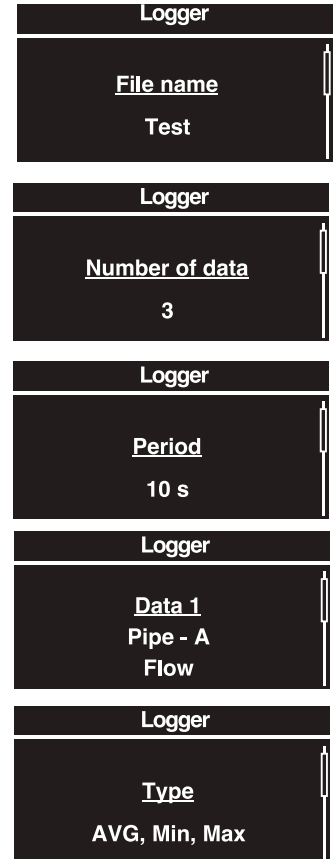 Logger
File name
Test
Logger
Number of data
3
Logger
Period
10 s
Logger
Data 1
Pipe - A
Flow
Logger
Type
AVG, Min, Max